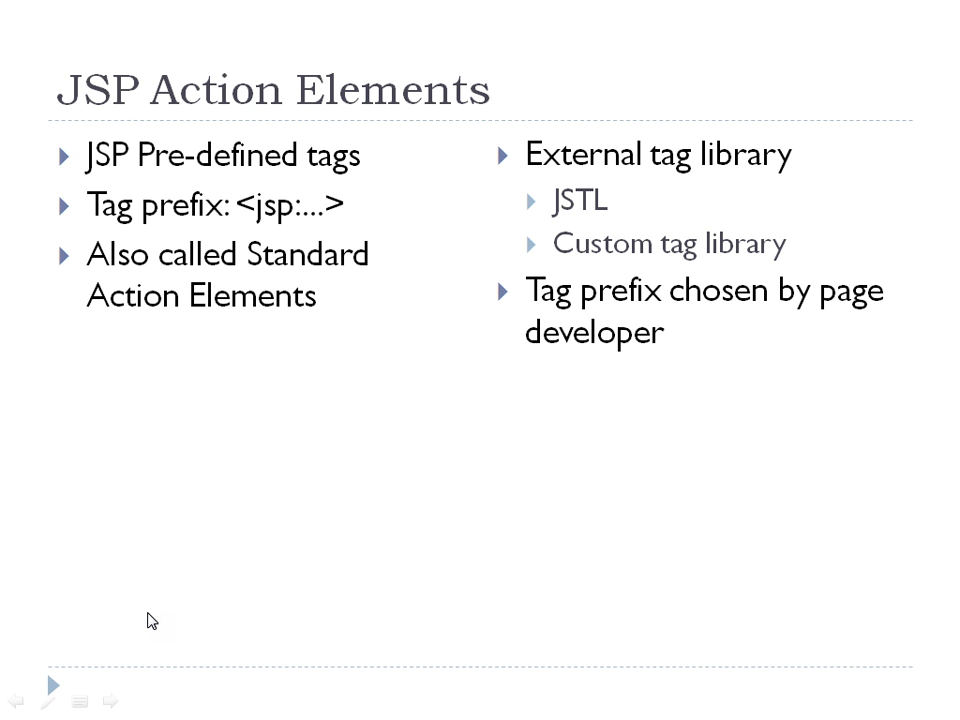 JSP Action Elements
JSP Pre-defined tags
Tag prefix: <jsp:...>
Also called Standard
Action Elements
External tag library
JSTL
Custom tag library
Tag prefix chosen by page
developer